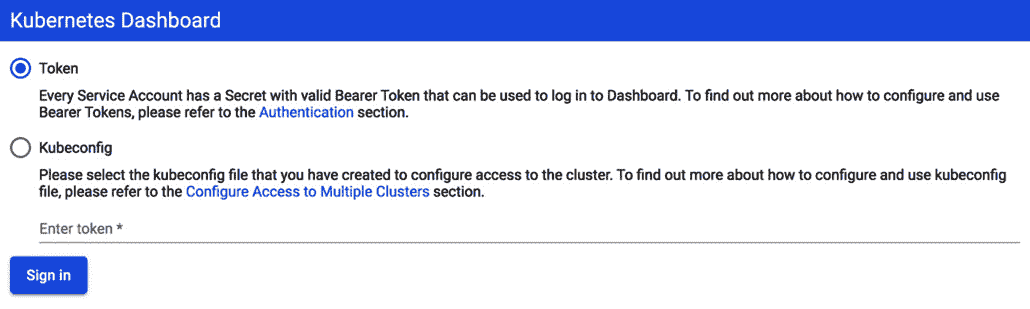 Kubernetes Dashboard
Token
Every Service Account has a Secret with valid Bearer Token that can be used to log in to Dashboard. To find out more about how to configure and use
Bearer Tokens, please refer to the Authentication section.
Kubeconfig
Please select the kubeconfig file that you have created to configure access to the cluster. To find out more about how to configure and use kubeconfig
file, please refer to the Configure Access to Multiple Clusters section.
Enter token *
Sign in